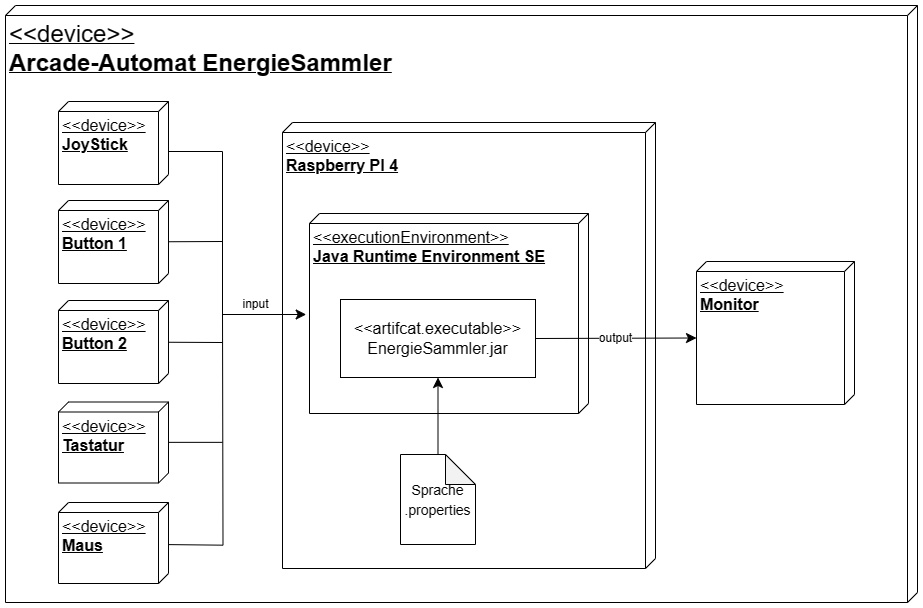 <<device>>
Arcade-Automat EnergieSammler
<<device>>
JoyStick
<<device>>
Button 1
<<device>>
Button 2
<<device>>
Tastatur
<<device>>
Maus
input
<<device>>
Raspberry PI 4
<<executionEnvironment>>
Java Runtime Environment SE
<<artifcat.executable>>
EnergieSammler.jar
Sprache
.properties
output
<<device>>
Monitor